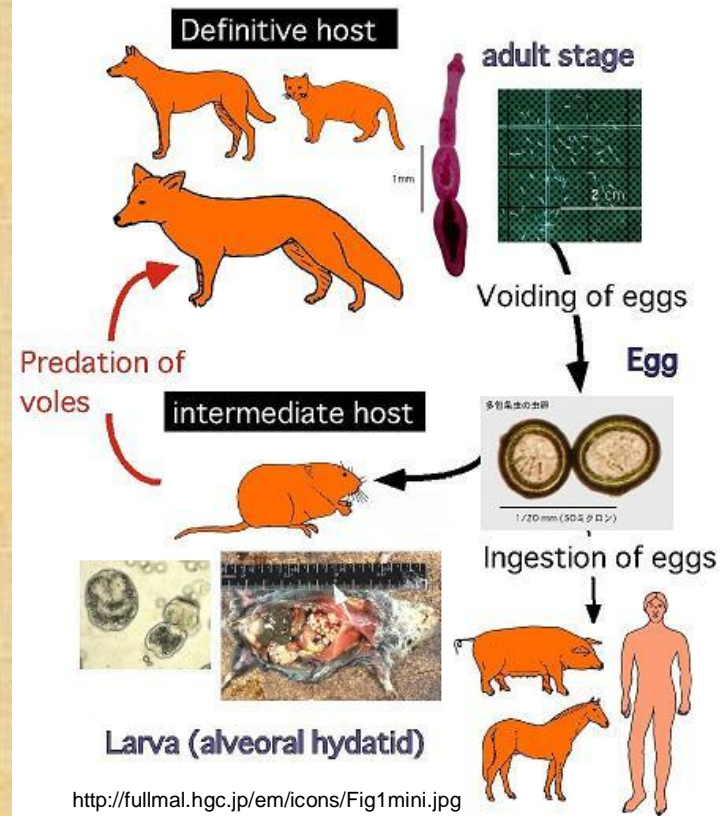 Definitive host
adult stage
1mm
2 cm
Voiding of eggs
Egg
Predation of
voles
intermediate host
多包条虫の虫卵
1/20 mm (50ミクロン)
Ingestion of eggs
Larva (alveoral hydatid)
http://fullmal.hgc.jp/em/icons/Fig1mini.jpg